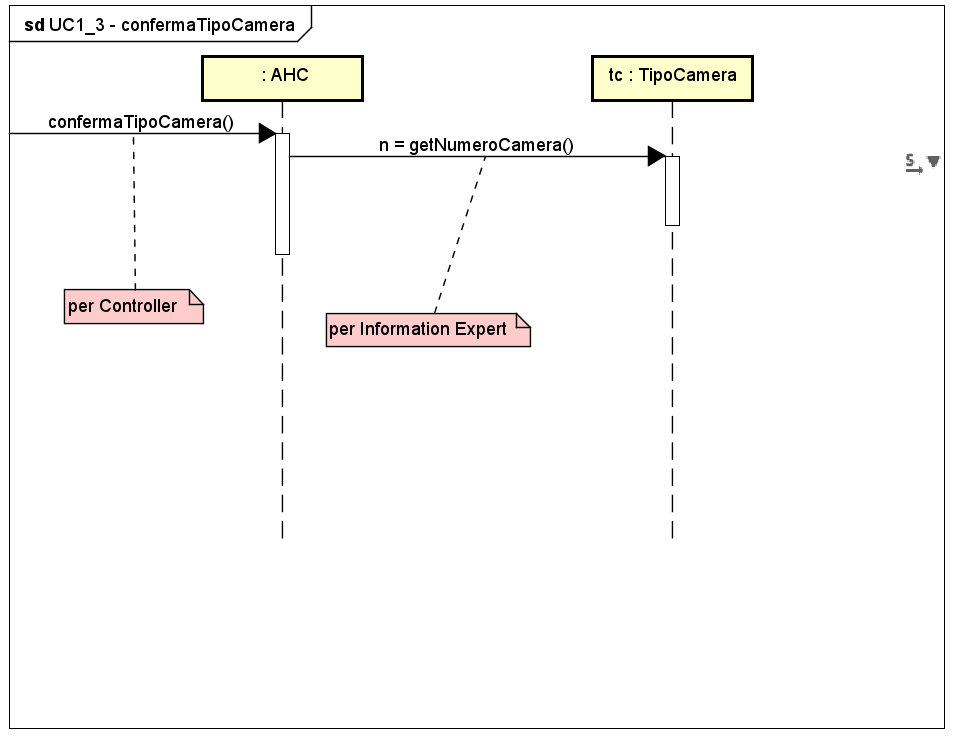 sd UC1_3 - confermaTipoCamera
: AHC
tc : TipoCamera
confermaTipoCamera()
n = getNumeroCamera()
S
per Controller
per Information Expert